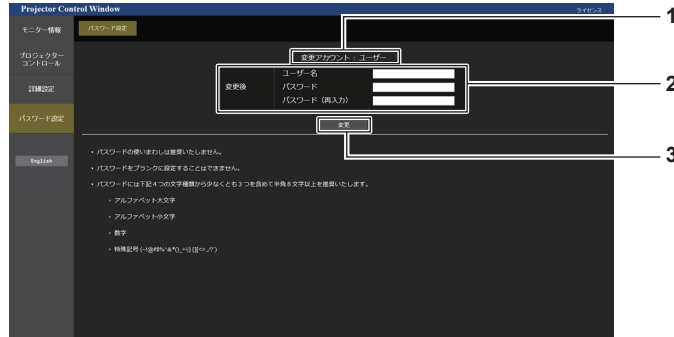 Projector Control Window
ライセンス
モニター情報
パスワード設定
プロジェクター
コントロール
詳細設定
パスワード設定
English
変更アカウント：ユーザー
変更後
ユーザー名
パスワード
パスワード（再入力）
変更
1
2
3
• パスワードの使いまわしは推奨いたしません。
• パスワードをブランクに設定することはできません。
• パスワードには下記４つの文字種類から少なくとも３つを含めて半角８文字以上を推奨いたします。
• アルファベット大文字
• アルファベット小文字
• 数字
• 特殊記号